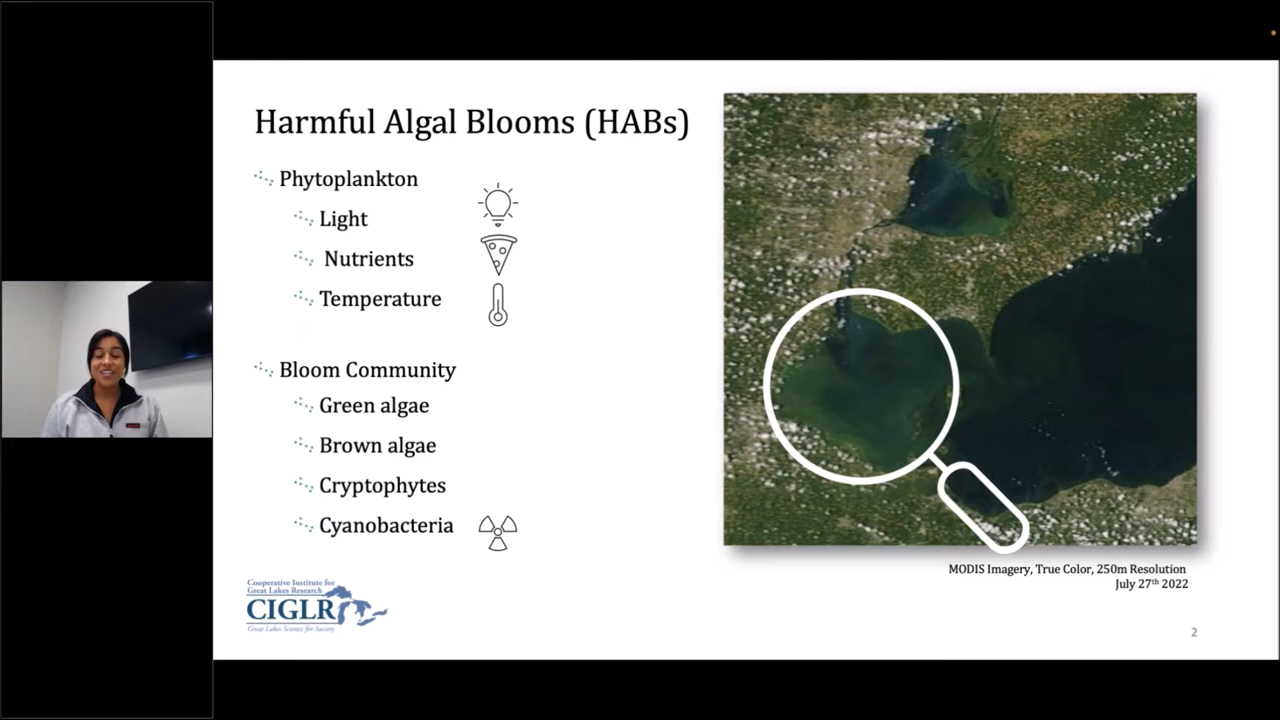 Harmful Algal Blooms (HABs)
Phytoplankton
Light
Nutrients
Temperature
Bloom Community
Green algae
Brown algae
Cryptophytes
Cyanobacteria
Cooperative Institute for
Great Lakes Research
CIGLR
Great Lakes Science for Society
MODIS Imagery, True Color, 250m Resolution
July 27th 2022
2